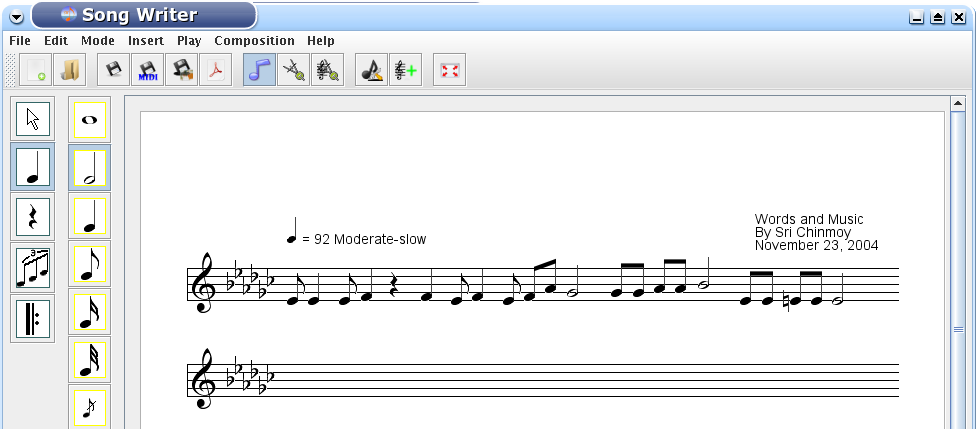 Song Writer
File Edit Mode Insert Play Composition Help
MIDI
3
= 92 Moderate-slow
Words and Music
By Sri Chinmoy
November 23, 2004